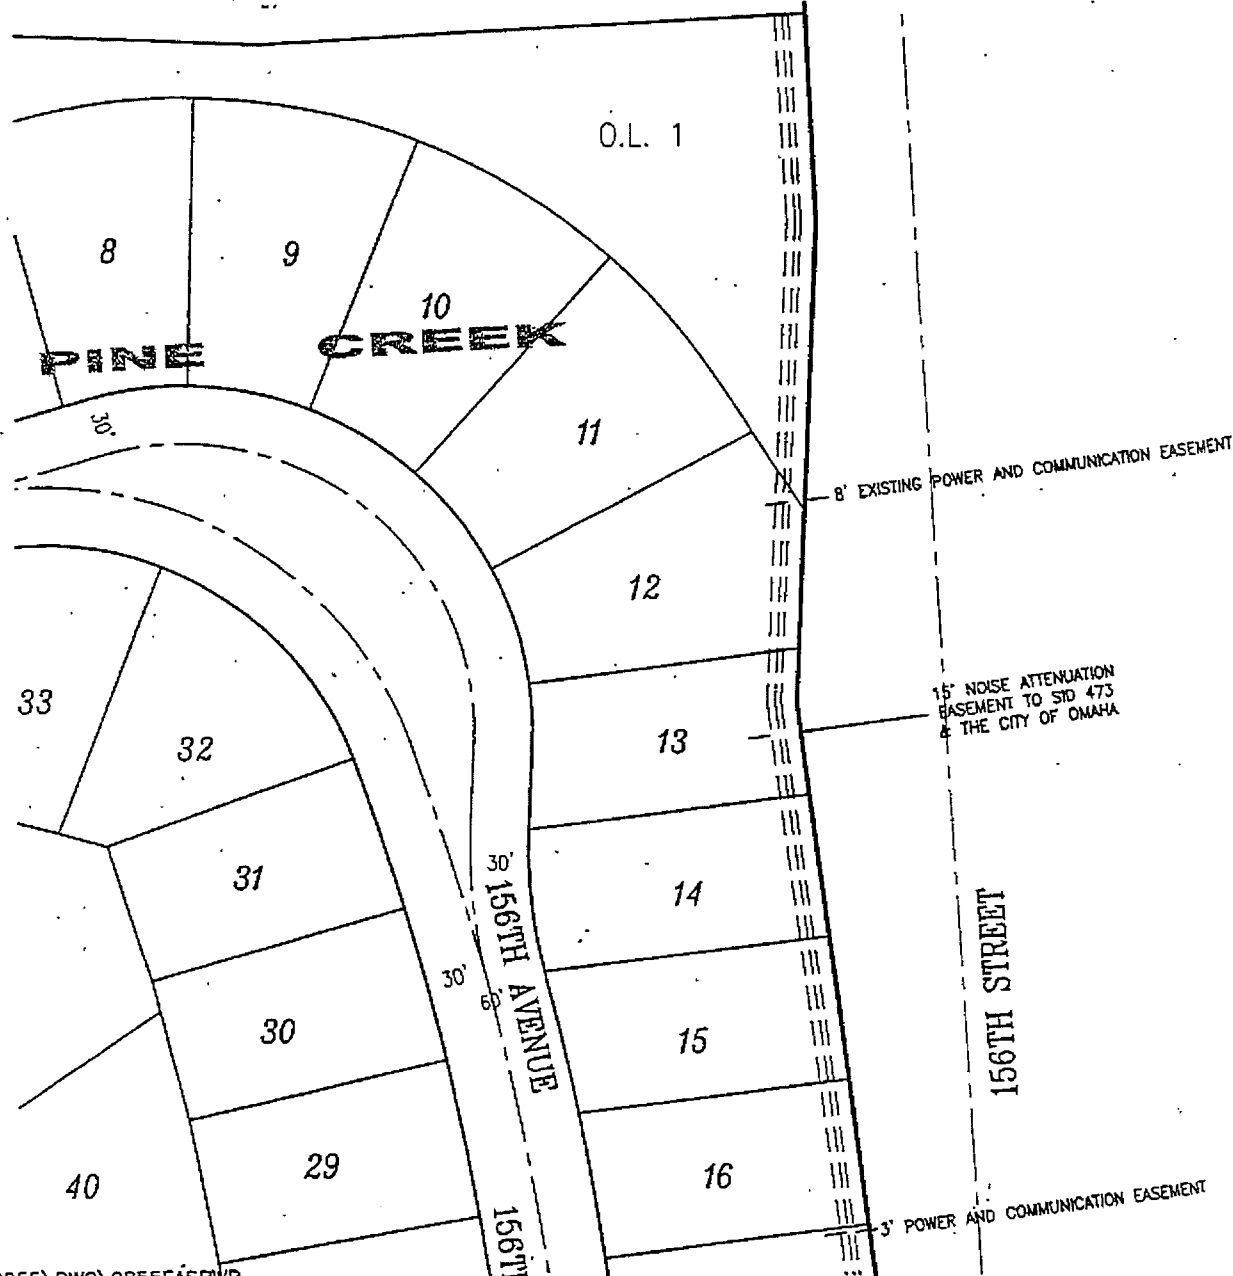 O.L. 1
8
9
10
PINE CREEK
30'
11
8' EXISTING POWER AND COMMUNICATION EASEMENT
12
15' NOISE ATTENUATION
EASEMENT TO SID 473
& THE CITY OF OMAHA
33
32
13
31
30'
14
156TH AVENUE
156TH STREET
30'
60'
30
15
29
16
40
3' POWER AND COMMUNICATION EASEMENT